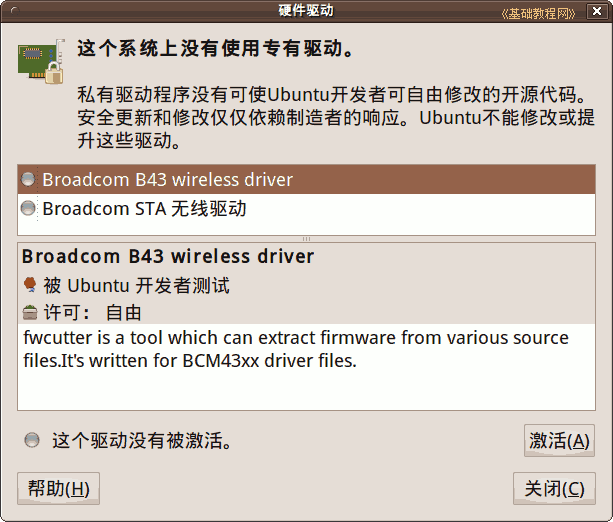 硬件驱动
《基础教程网》
这个系统上没有使用专有驱动。
私有驱动程序没有可使Ubuntu开发者可自由修改的开源代码。
安全更新和修改仅仅依赖制造者的响应。Ubuntu不能修改或提
升这些驱动。
Broadcom B43 wireless driver
Broadcom STA 无线驱动
Broadcom B43 wireless driver
被 Ubuntu 开发者测试
许可： 自由
fwcutter is a tool which can extract firmware from various source
files.It's written for BCM43xx driver files.
这个驱动没有被激活。
激活(A)
帮助(H)
关闭(C)